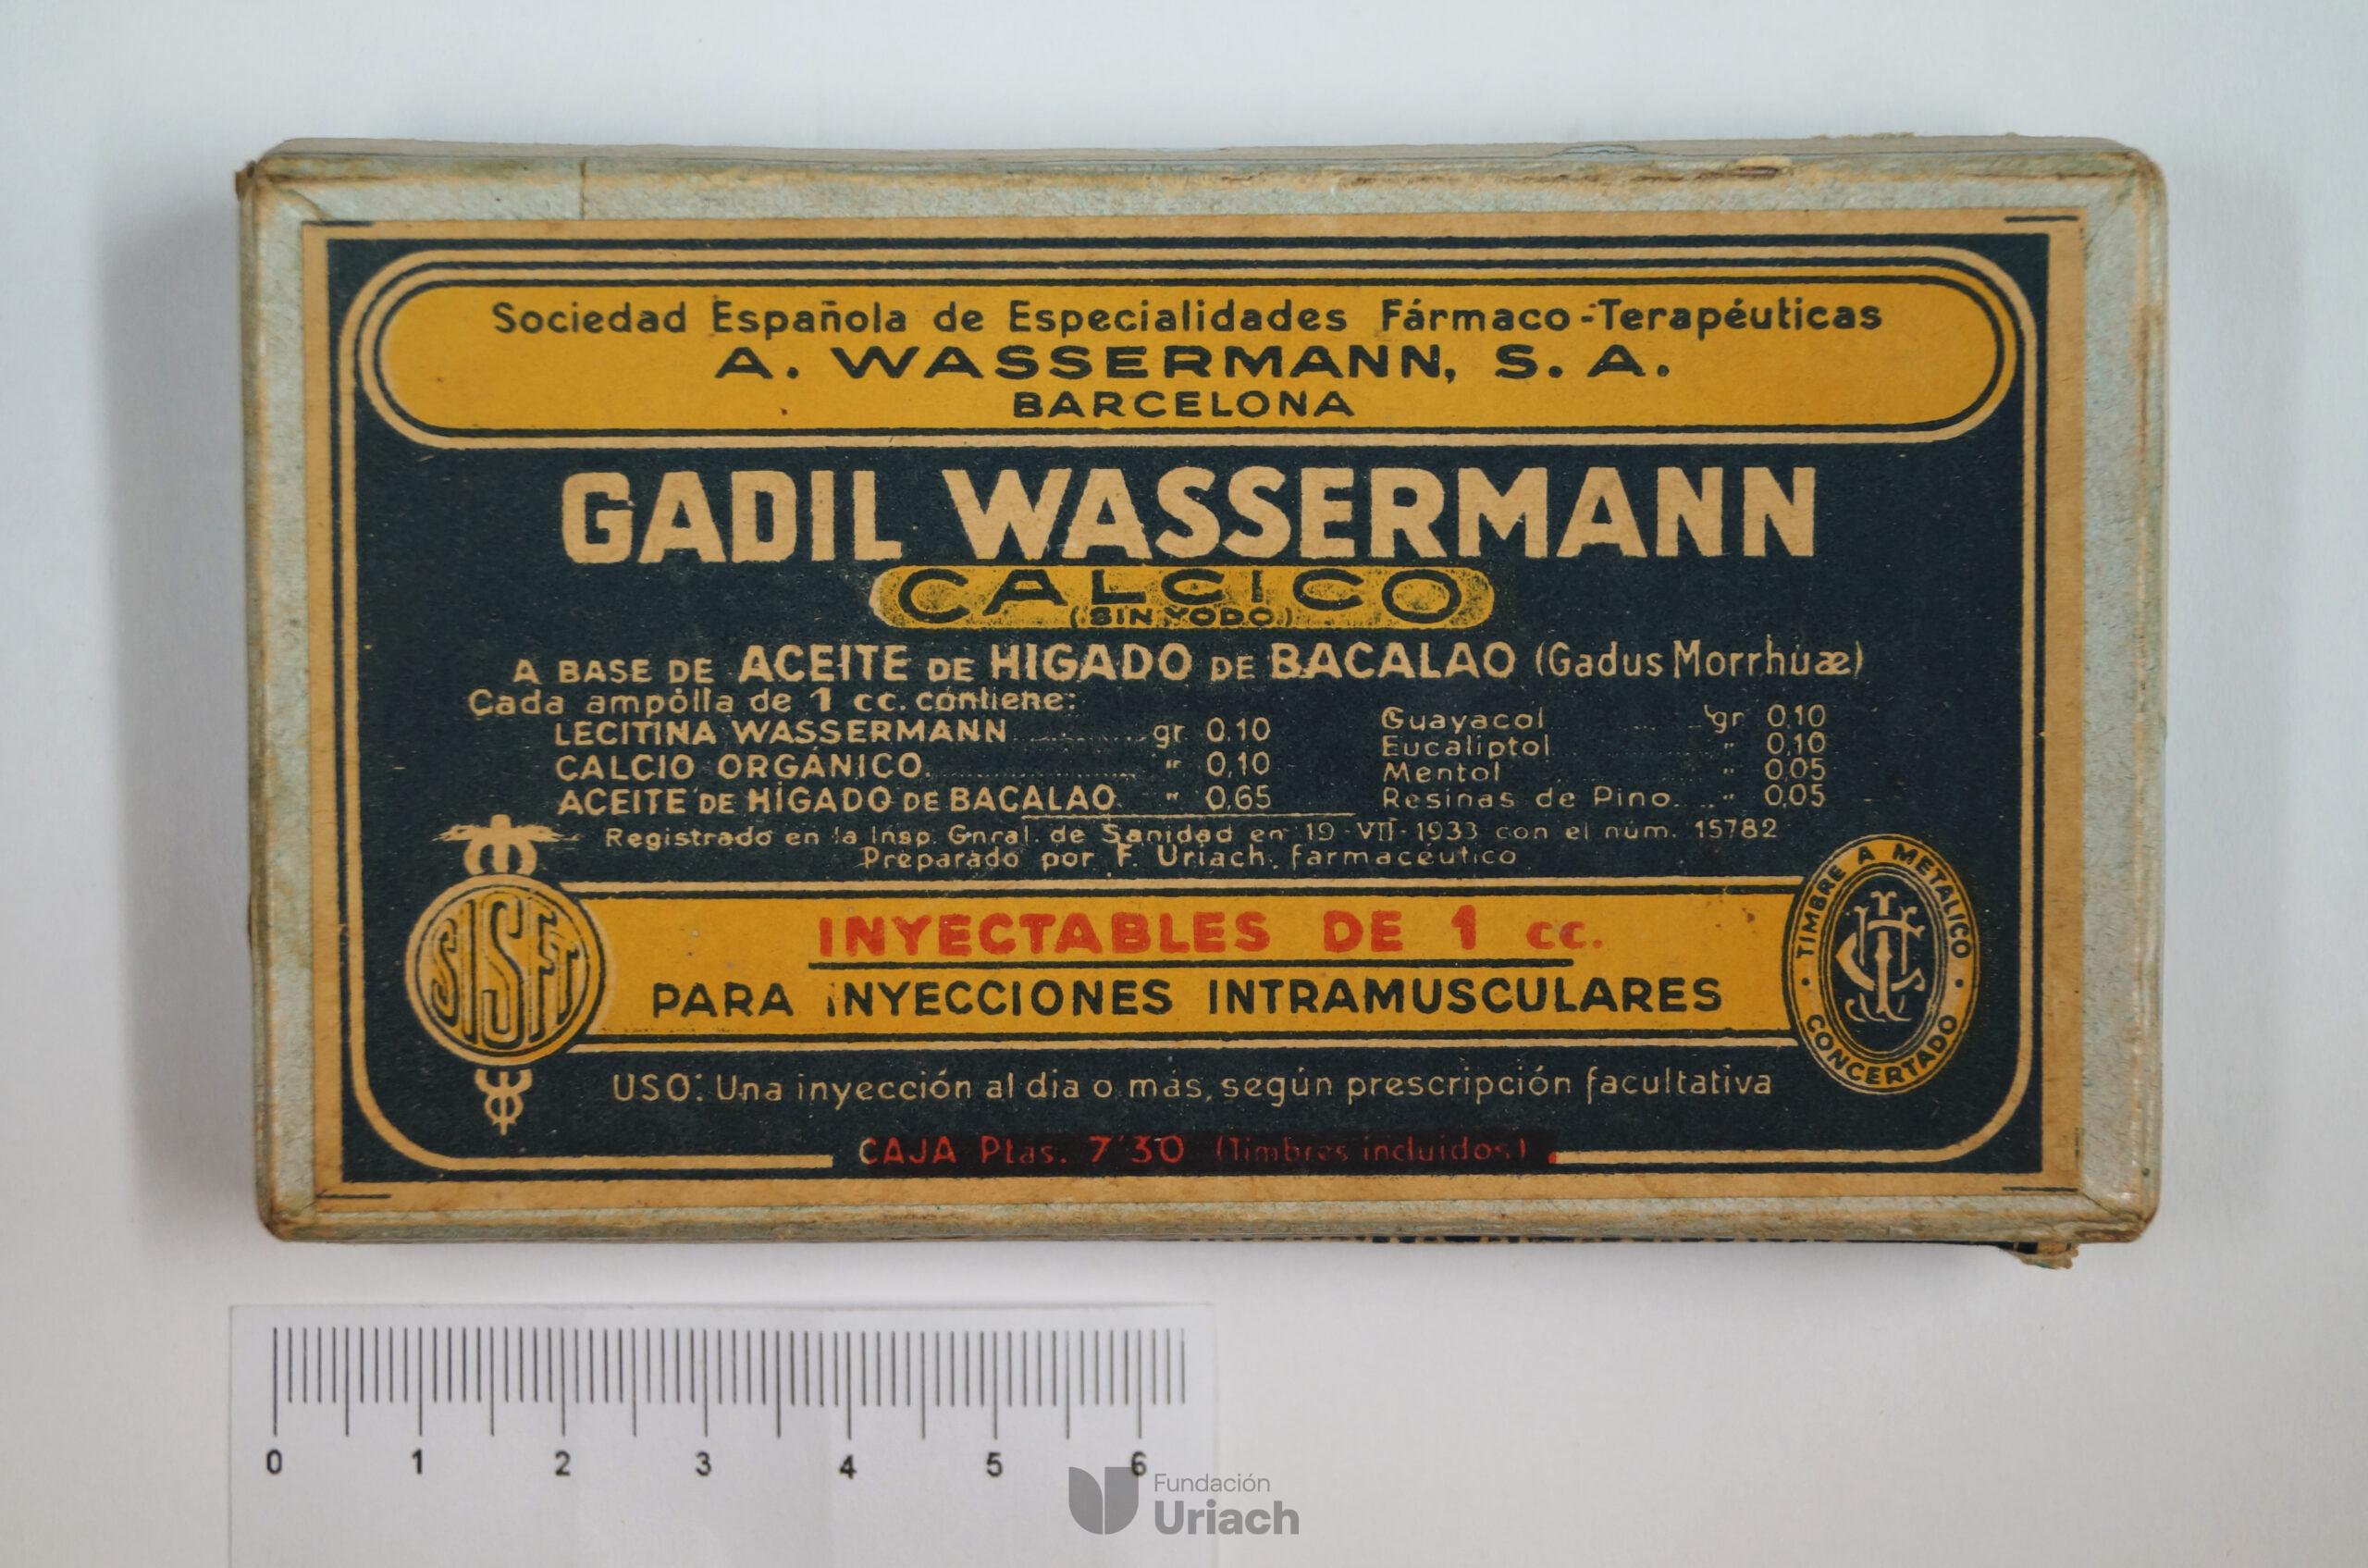 Sociedad Española de Especialidades Fármaco-Terapéuticas
A. WASSERMANN, S. A.
BARCELONA
GADIL WASSERMANN
CALCICO
(SIN YODO)
A BASE DE ACEITE DE HIGADO DE BACALAO (Gadus Morrhúæ)
Cada ampólla de 1 cc. contiene:
LECITINA WASSERMANN gr 0,10
CALCIO ORGÁNICO. " 0,10
ACEITE DE HÍGADO DE BACALAO " 0,65
Guayacol gr 0,10
Eucaliptol " 0,10
Mentol " 0,05
Resinas de Pino " 0,05
Registrado en la Insp. Gnral. de Sanidad en 19-VII-1933 con el núm. 15782
Preparado por F. Uriach. farmacéutico
SISFT
INYECTABLES DE 1 cc.
PARA INYECCIONES INTRAMUSCULARES
TIMBRE A METALICO
CONCERTADO
USO: Una inyección al dia o más, según prescripción facultativa
CAJA Ptas. 7'30 (Timbres incluidos)
0 1 2 3 4 5 6
Fundación
Uriach